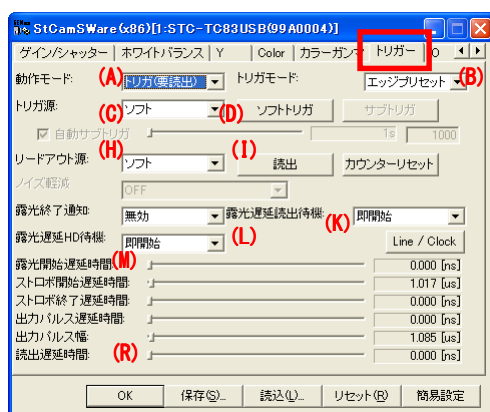 StCamSWare(x86)[1:STC-TC83USB(99A0004)]
ゲイン/シャッター ホワイトバランス Y Color カラーガンマ トリガー IO
動作モード: (A) トリガ(要読出) トリガモード: エッジプリセット (B)
トリガ源: (C) ソフト (D) ソフトトリガ サブトリガ
自動サブトリガ 1s 1000
リードアウト源: (H) ソフト (I) 読出 カウンターリセット
ノイズ軽減 OFF
露光終了通知: 無効 露光遅延読出待機: (K) 即開始
露光遅延HD待機: 即開始 (L) Line / Clock
露光開始遅延時間: (M) 0.000 [ns]
ストロボ開始遅延時間: 1.017 [us]
ストロボ終了遅延時間: 0.000 [ns]
出力パルス遅延時間: 0.000 [ns]
出力パルス幅: 1.085 [us]
読出遅延時間: (R) 0.000 [ns]
OK 保存(S)... 読込(L)... リセット(R) 簡易設定